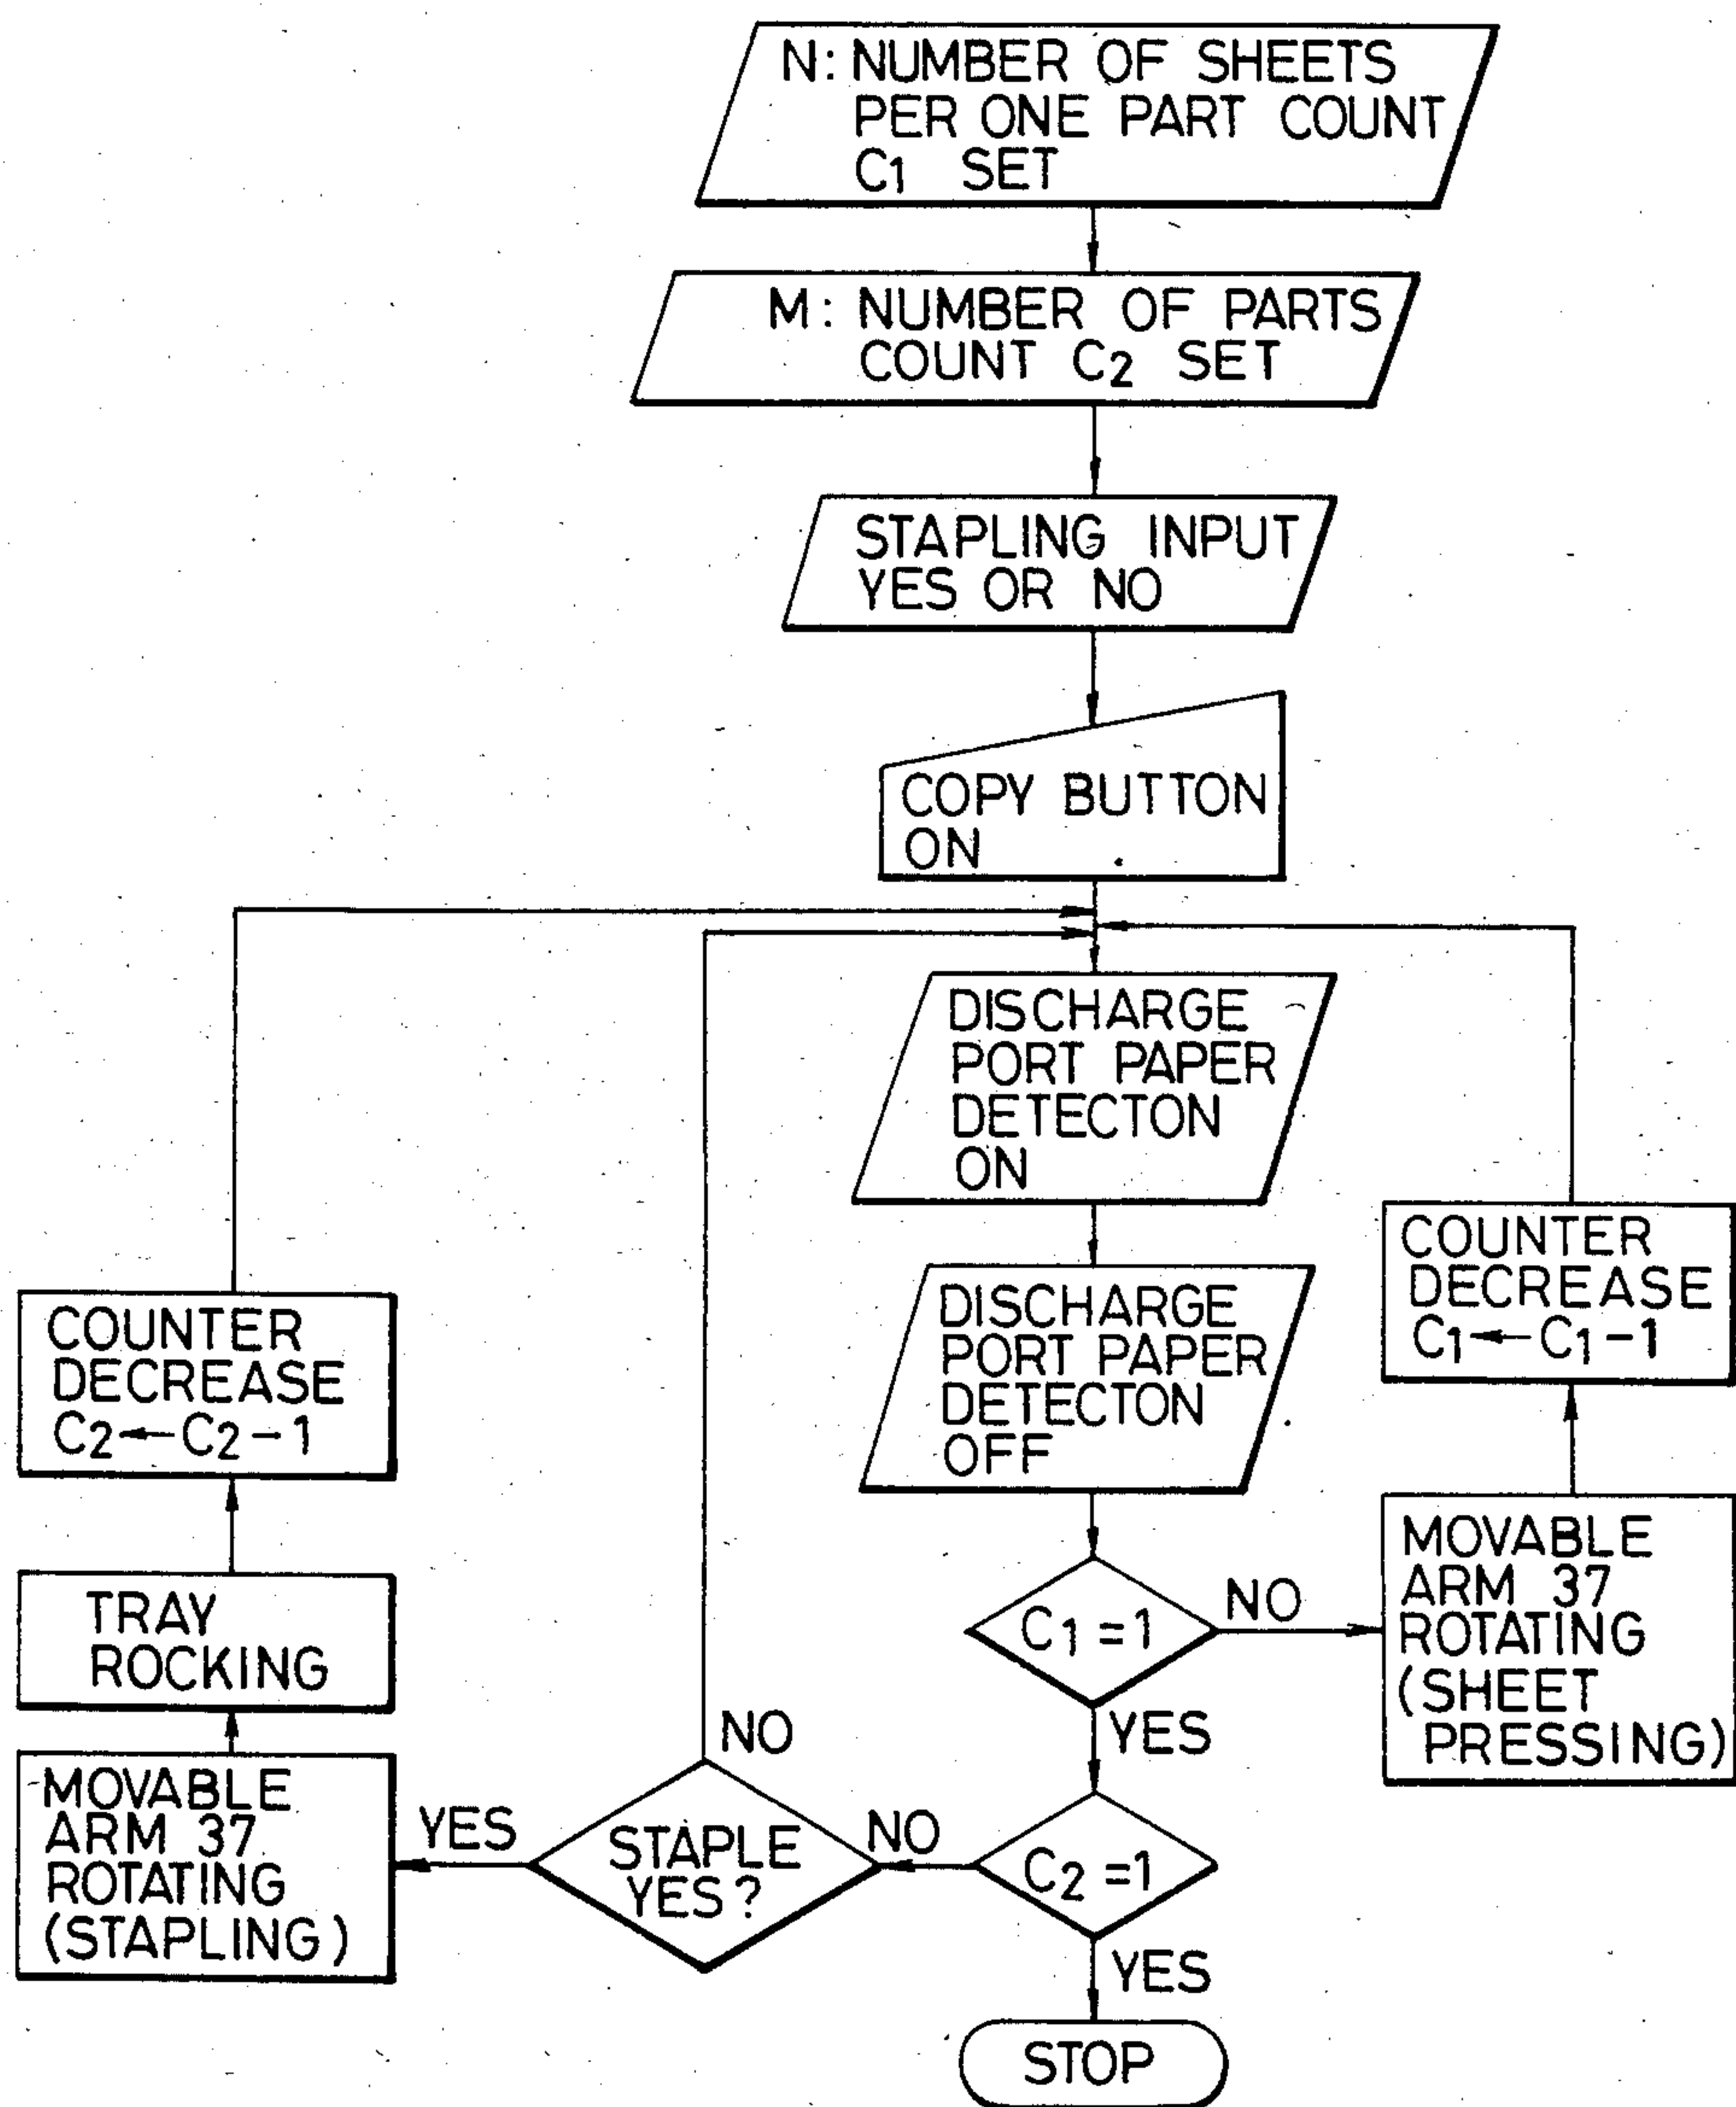 N: NUMBER OF SHEETS
PER ONE PART COUNT
C1 SET
M: NUMBER OF PARTS
COUNT C2 SET
STAPLING INPUT
YES OR NO
COPY BUTTON
ON
DISCHARGE
PORT PAPER
DETECTON
ON
DISCHARGE
PORT PAPER
DETECTON
OFF
C1 = 1
NO
MOVABLE
ARM 37
ROTATING
(SHEET
PRESSING)
COUNTER
DECREASE
C1 ← C1 - 1
YES
C2 = 1
YES
STOP
NO
STAPLE
YES?
NO
YES
MOVABLE
ARM 37
ROTATING
(STAPLING)
TRAY
ROCKING
COUNTER
DECREASE
C2 ← C2 - 1